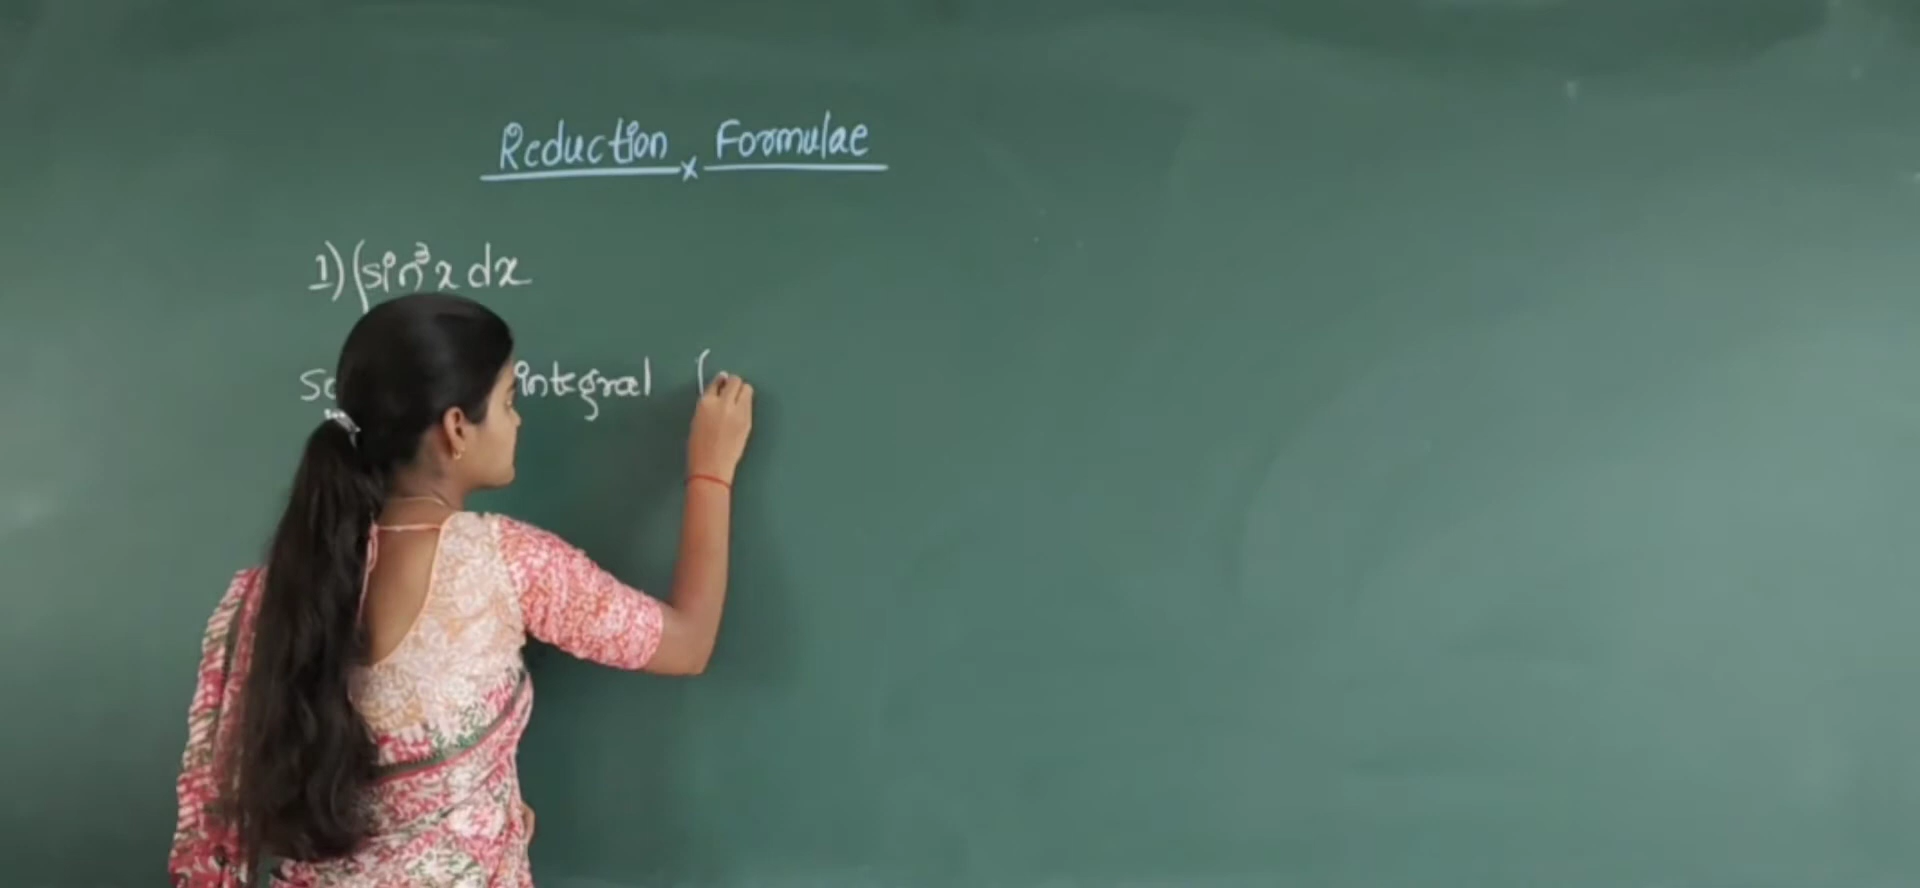 Reduction Formulae
1) ∫sin³x dx
integral ∫